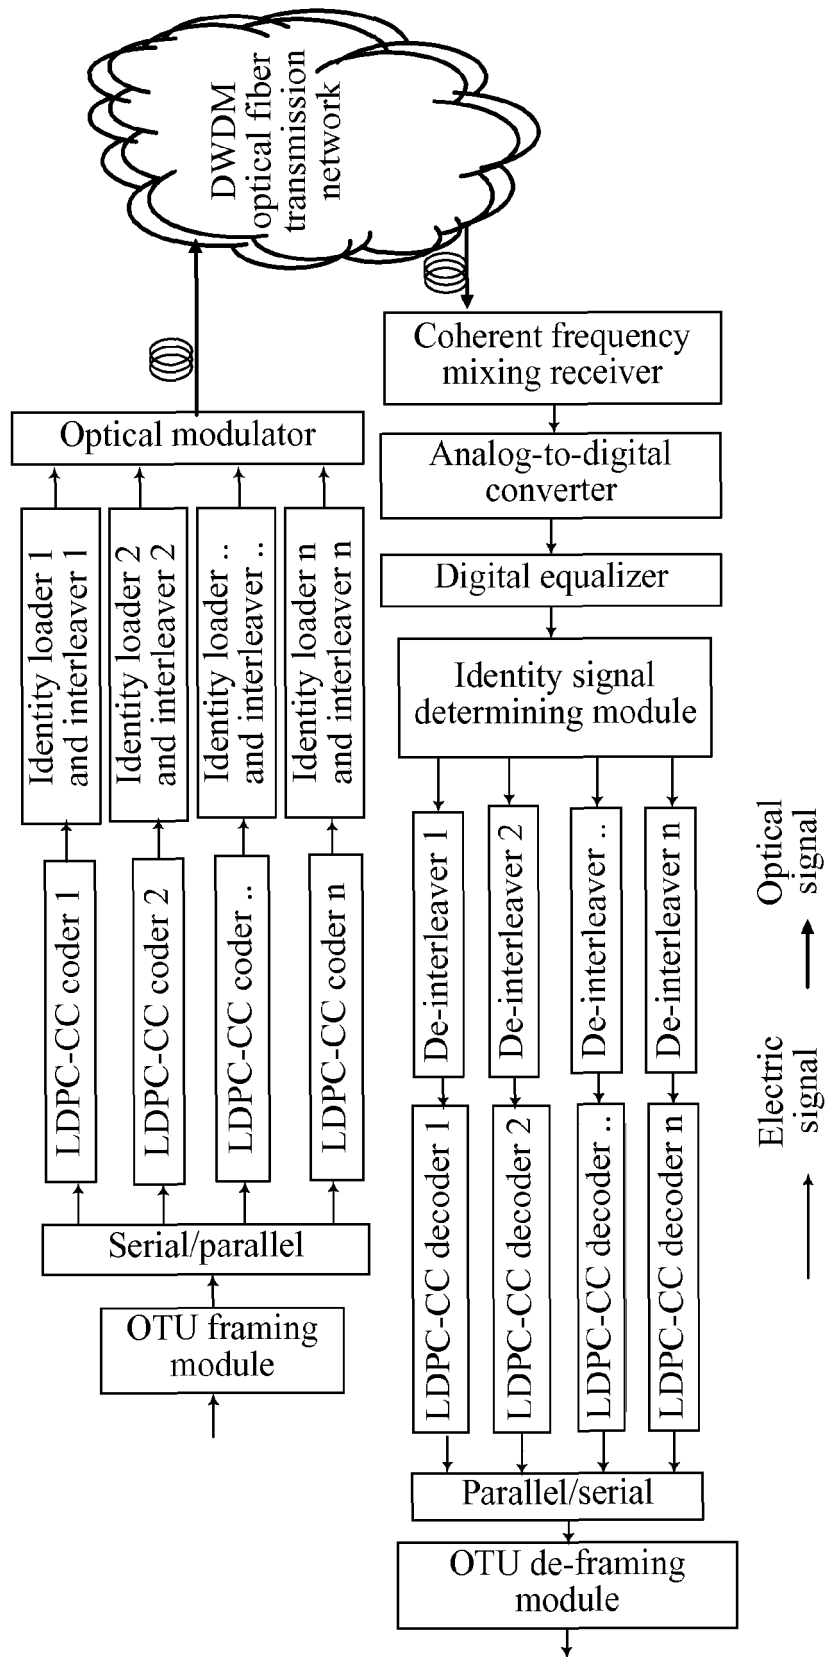 DWDM
optical fiber
transmission
network
Coherent frequency
mixing receiver
Optical modulator
Analog-to-digital
converter
Digital equalizer
Identity loader 1
and interleaver 1
Identity loader 2
and interleaver 2
Identity loader ..
and interleaver ..
Identity loader n
and interleaver n
Identity signal
determining module
LDPC-CC coder 1
LDPC-CC coder 2
LDPC-CC coder ..
LDPC-CC coder n
De-interleaver 1
De-interleaver 2
De-interleaver ..
De-interleaver n
Serial/parallel
OTU framing
module
LDPC-CC decoder 1
LDPC-CC decoder 2
LDPC-CC decoder ..
LDPC-CC decoder n
Parallel/serial
OTU de-framing
module
Optical
signal
Electric
signal